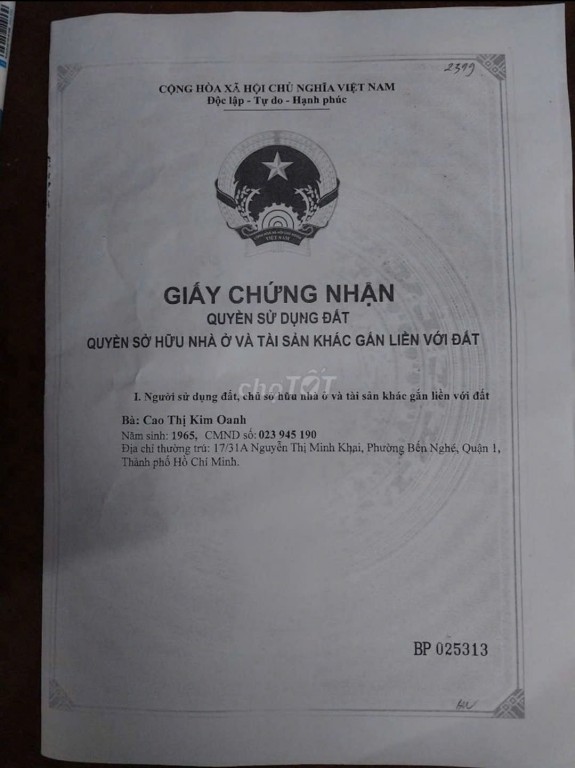 2399
CỘNG HÒA XÃ HỘI CHỦ NGHĨA VIỆT NAM
Độc lập - Tự do - Hạnh phúc
VIỆT NAM
GIẤY CHỨNG NHẬN
QUYỀN SỬ DỤNG ĐẤT
QUYỀN SỞ HỮU NHÀ Ở VÀ TÀI SẢN KHÁC GẮN LIỀN VỚI ĐẤT
chợTỐT
I. Người sử dụng đất, chủ sở hữu nhà ở và tài sản khác gắn liền với đất
Bà: Cao Thị Kim Oanh
Năm sinh: 1965, CMND số: 023 945 190
Địa chỉ thường trú: 17/31A Nguyễn Thị Minh Khai, Phường Bến Nghé, Quận 1,
Thành phố Hồ Chí Minh.
BP 025313